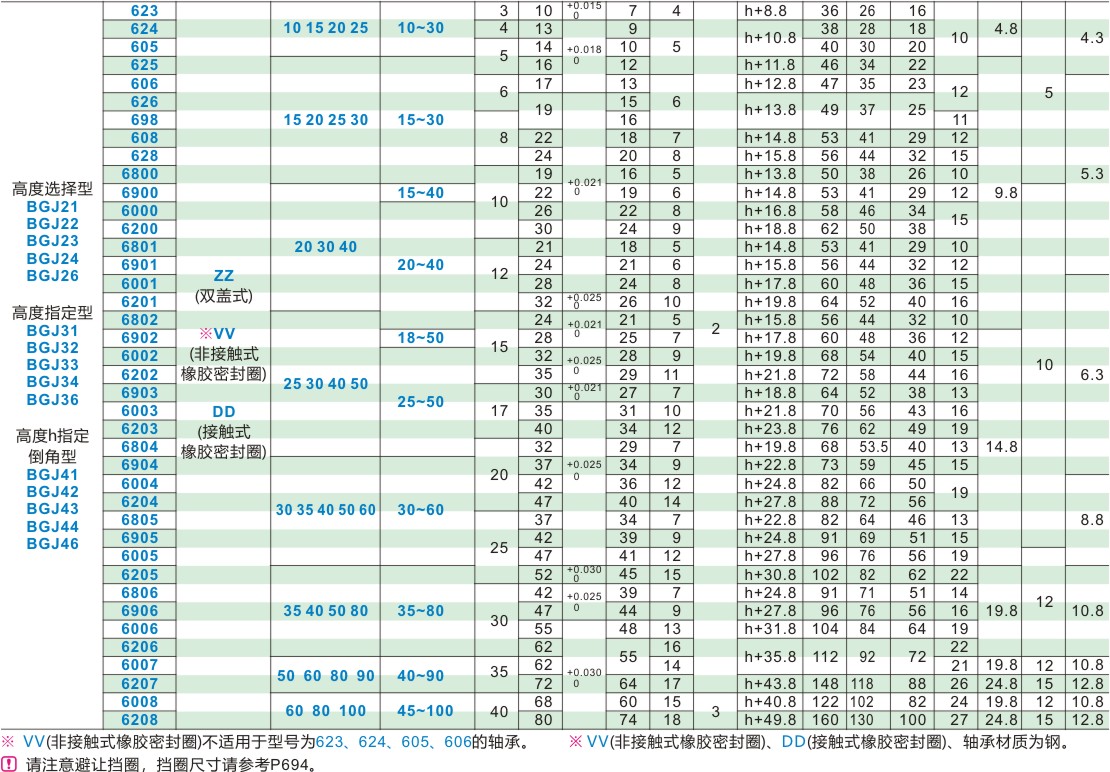 623 3 10 +0.015 0 7 4 h+8.8 36 26 16
624 10 15 20 25 10~30 4 13 9 h+10.8 38 28 18 10 4.8 4.3
605 5 14 +0.018 0 10 5 40 30 20
625 16 12 h+11.8 46 34 22
606 6 17 13 h+12.8 47 35 23 12 5
626 19 15 6 h+13.8 49 37 25
698 15 20 25 30 15~30 16 11
608 8 22 18 7 h+14.8 53 41 29 12
628 24 20 8 h+15.8 56 44 32 15
6800 19 +0.021 0 16 5 h+13.8 50 38 26 10 5.3
6900 15~40 10 22 19 6 h+14.8 53 41 29 12 9.8
6000 26 22 8 h+16.8 58 46 34 15
6200 30 24 9 h+18.8 62 50 38
6801 20 30 40 21 18 5 h+14.8 53 41 29 10
6901 20~40 12 24 21 6 h+15.8 56 44 32 12
6001 28 24 8 h+17.8 60 48 36 15
6201 32 +0.025 0 26 10 h+19.8 64 52 40 16
6802 24 +0.021 0 21 5 2 h+15.8 56 44 32 10
6902 18~50 15 28 25 7 h+17.8 60 48 36 12
6002 32 +0.025 0 28 9 h+19.8 68 54 40 15 10
6202 25 30 40 50 35 29 11 h+21.8 72 58 44 16 6.3
6903 25~50 30 +0.021 0 27 7 h+18.8 64 52 38 13
6003 17 35 31 10 h+21.8 70 56 43 16
6203 40 34 12 h+23.8 76 62 49 19
6804 32 29 7 h+19.8 68 53.5 40 13 14.8
6904 20 37 +0.025 0 34 9 h+22.8 73 59 45 15
6004 42 36 12 h+24.8 82 66 50 19
6204 30 35 40 50 60 30~60 47 40 14 h+27.8 88 72 56
6805 37 34 7 h+22.8 82 64 46 13 8.8
6905 25 42 39 9 h+24.8 91 69 51 15
6005 47 41 12 h+27.8 96 76 56 19
6205 52 +0.030 0 45 15 h+30.8 102 82 62 22
6806 42 +0.025 0 39 7 h+24.8 91 71 51 14 12
6906 35 40 50 80 35~80 30 47 44 9 h+27.8 96 76 56 16 19.8 10.8
6006 55 48 13 h+31.8 104 84 64 19
6206 62 55 16 h+35.8 112 92 72 22
6007 35 62 14 21 19.8 12 10.8
6207 50 60 80 90 40~90 72 +0.030 0 64 17 h+43.8 148 118 88 26 24.8 15 12.8
6008 60 80 100 45~100 40 68 60 15 3 h+40.8 122 102 82 24 19.8 12 10.8
6208 80 74 18 h+49.8 160 130 100 27 24.8 15 12.8
高度选择型
BGJ21
BGJ22
BGJ23
BGJ24
BGJ26
高度指定型
BGJ31
BGJ32
BGJ33
BGJ34
BGJ36
高度h指定
倒角型
BGJ41
BGJ42
BGJ43
BGJ44
BGJ46
ZZ
(双盖式)
※VV
(非接触式
橡胶密封圈)
DD
(接触式
橡胶密封圈)
※ VV(非接触式橡胶密封圈)不适用于型号为623、624、605、606的轴承。 ※ VV(非接触式橡胶密封圈)、DD(接触式橡胶密封圈)、轴承材质为钢。
! 请注意避让挡圈，挡圈尺寸请参考P694。